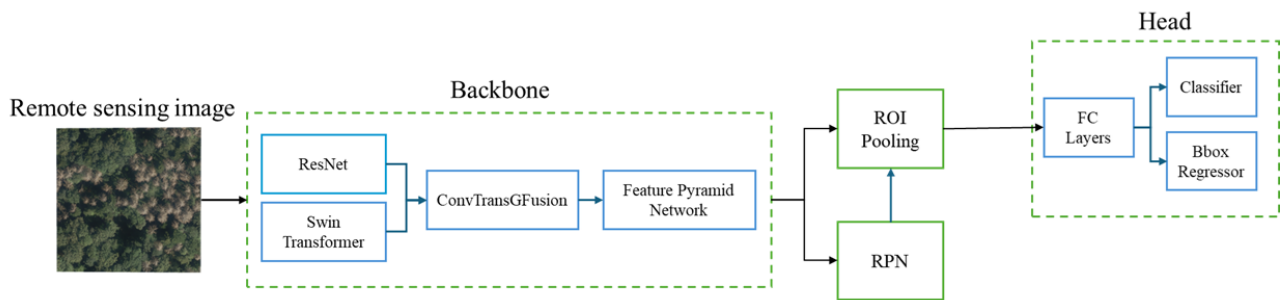 Remote sensing image
Backbone
ResNet
Swin
Transformer
ConvTransGFusion
Feature Pyramid
Network
ROI
Pooling
RPN
Head
FC
Layers
Classifier
Bbox
Regressor